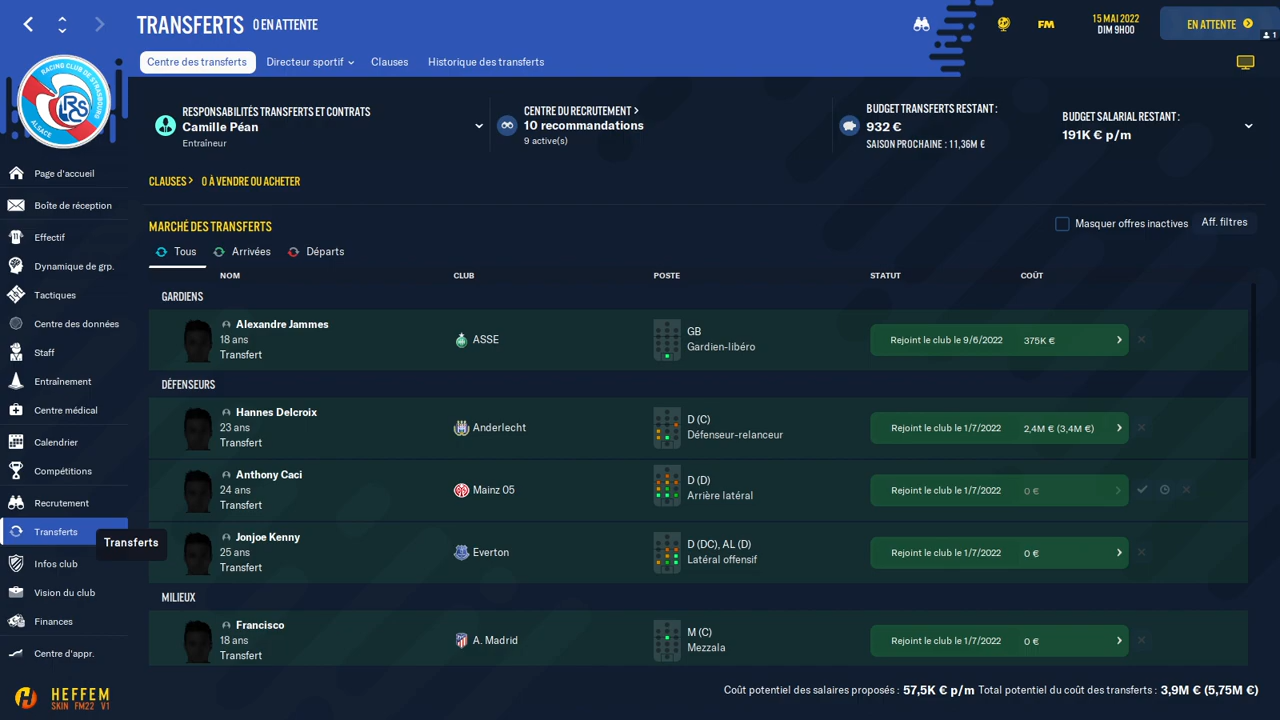 TRANSFERTS 0 EN ATTENTE
FM
15 MAI 2022
DIM 9H00
EN ATTENTE
1
Centre des transferts
Directeur sportif
Clauses
Historique des transferts
RACING CLUB DE STRASBOURG
ALSACE
RCS
RESPONSABILITÉS TRANSFERTS ET CONTRATS
Camille Péan
Entraîneur
CENTRE DU RECRUTEMENT >
10 recommandations
9 active(s)
BUDGET TRANSFERTS RESTANT :
932 €
SAISON PROCHAINE : 11,36M €
BUDGET SALARIAL RESTANT :
191K € p/m
CLAUSES > 0 À VENDRE OU ACHETER
MARCHÉ DES TRANSFERTS
Masquer offres inactives
Aff. filtres
Tous
Arrivées
Départs
NOM CLUB POSTE STATUT COÛT
GARDIENS
Alexandre Jammes
18 ans
Transfert
ASSE
GB
Gardien-libéro
Rejoint le club le 9/6/2022 375K €
DÉFENSEURS
Hannes Delcroix
23 ans
Transfert
Anderlecht
D (C)
Défenseur-relanceur
Rejoint le club le 1/7/2022 2,4M € (3,4M €)
Anthony Caci
24 ans
Transfert
Mainz 05
D (D)
Arrière latéral
Rejoint le club le 1/7/2022 0 €
Jonjoe Kenny
25 ans
Transfert
Everton
D (DC), AL (D)
Latéral offensif
Rejoint le club le 1/7/2022 0 €
MILIEUX
Francisco
18 ans
Transfert
A. Madrid
M (C)
Mezzala
Rejoint le club le 1/7/2022 0 €
Coût potentiel des salaires proposés : 57,5K € p/m Total potentiel du coût des transferts : 3,9M € (5,75M €)
Page d'accueil
Boîte de réception
Effectif
Dynamique de grp.
Tactiques
Centre des données
Staff
Entraînement
Centre médical
Calendrier
Compétitions
Recrutement
Transferts
Transferts
Infos club
Vision du club
Finances
Centre d'appr.
HEFFEM
SKIN FM22 V1